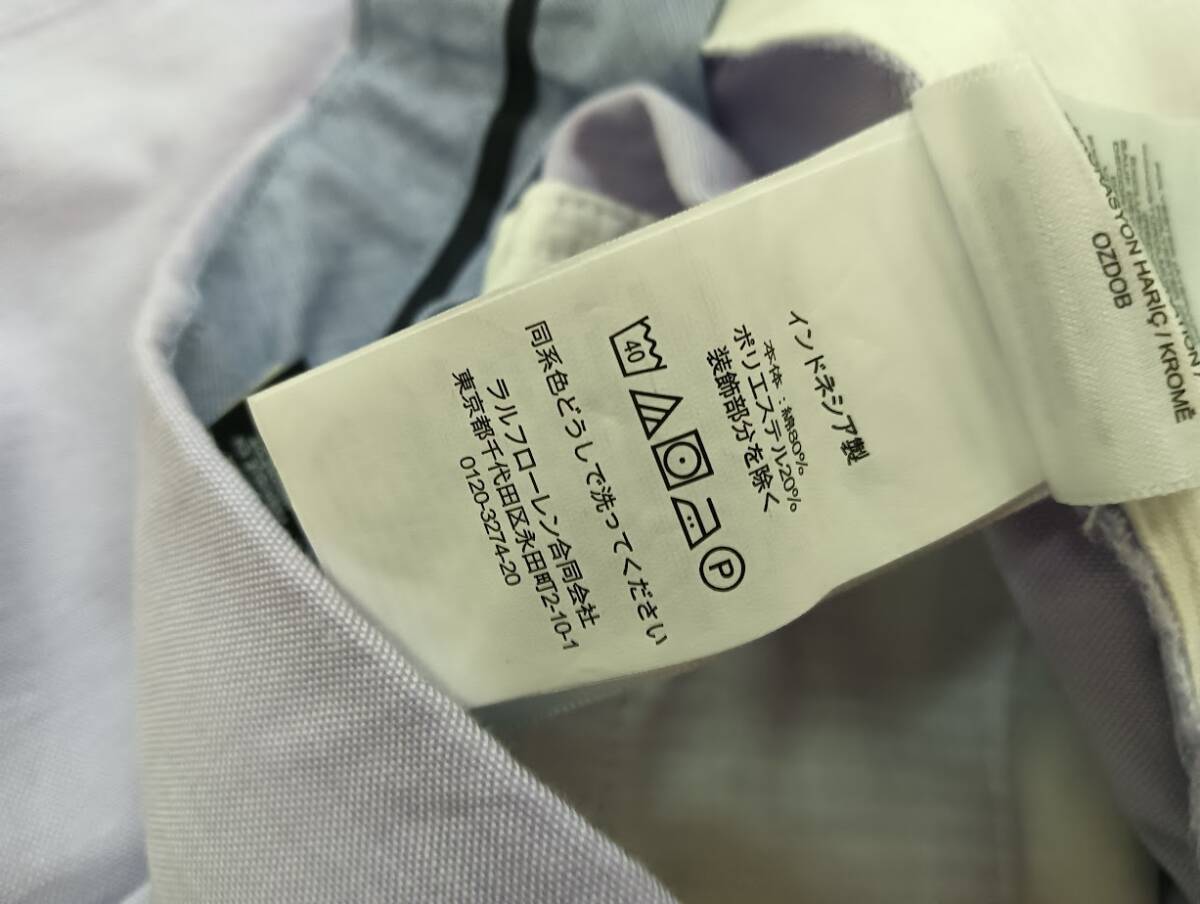 インドネシア製
本体：綿80%
ポリエステル20%
装飾部分を除く
40
P
同系色どうしで洗ってください
ラルフローレン合同会社
東京都千代田区永田町2-10-1
0120-3274-20
HARIÇ / KROMĖ
OZDOB